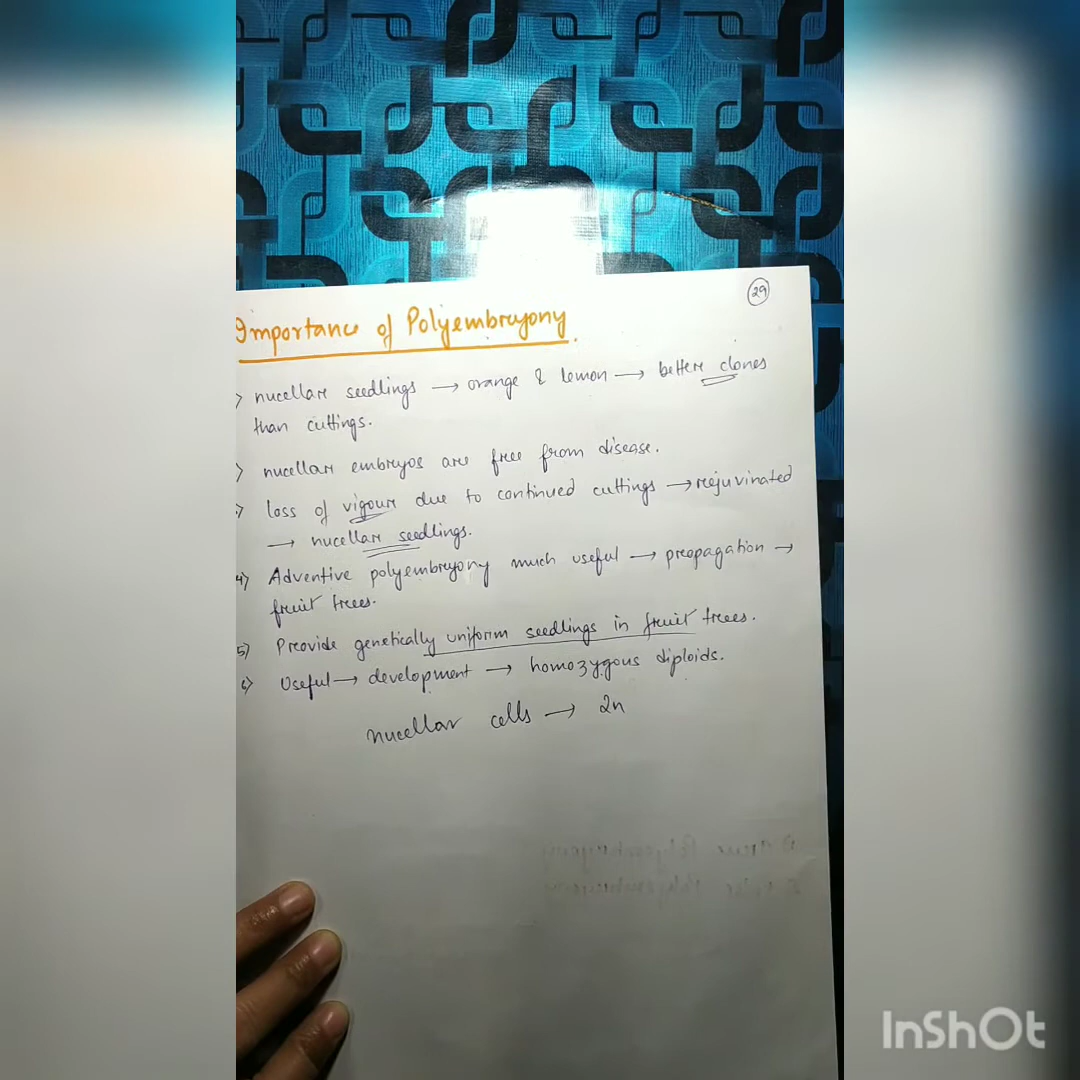 29
Importance of Polyembryony
) nucellar seedlings → orange & lemon → better clones
than cuttings.
) nucellar embryos are free from disease.
) loss of vigour due to continued cuttings → rejuvinated
→ nucellar seedlings.
4) Adventive polyembryony much useful → propagation →
fruit trees.
5) Provide genetically uniform seedlings in fruit trees.
6) Useful → development → homozygous diploids.
nucellar cells → 2n
InShOt